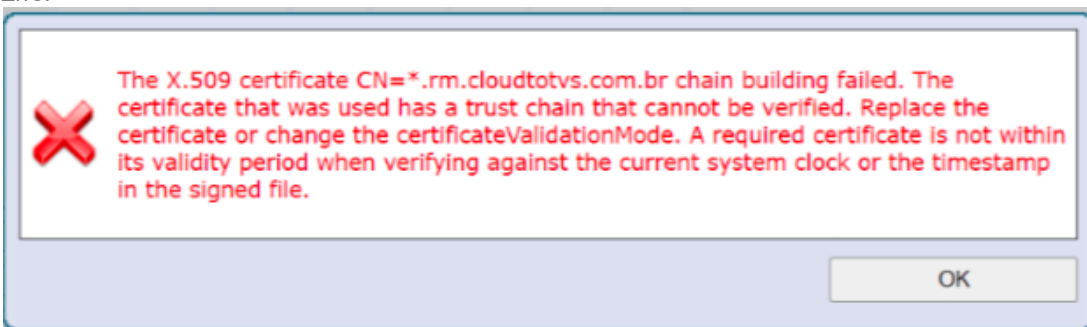 The X.509 certificate CN=*.rm.cloudtotvs.com.br chain building failed. The
certificate that was used has a trust chain that cannot be verified. Replace the
certificate or change the certificateValidationMode. A required certificate is not within
its validity period when verifying against the current system clock or the timestamp
in the signed file.
OK